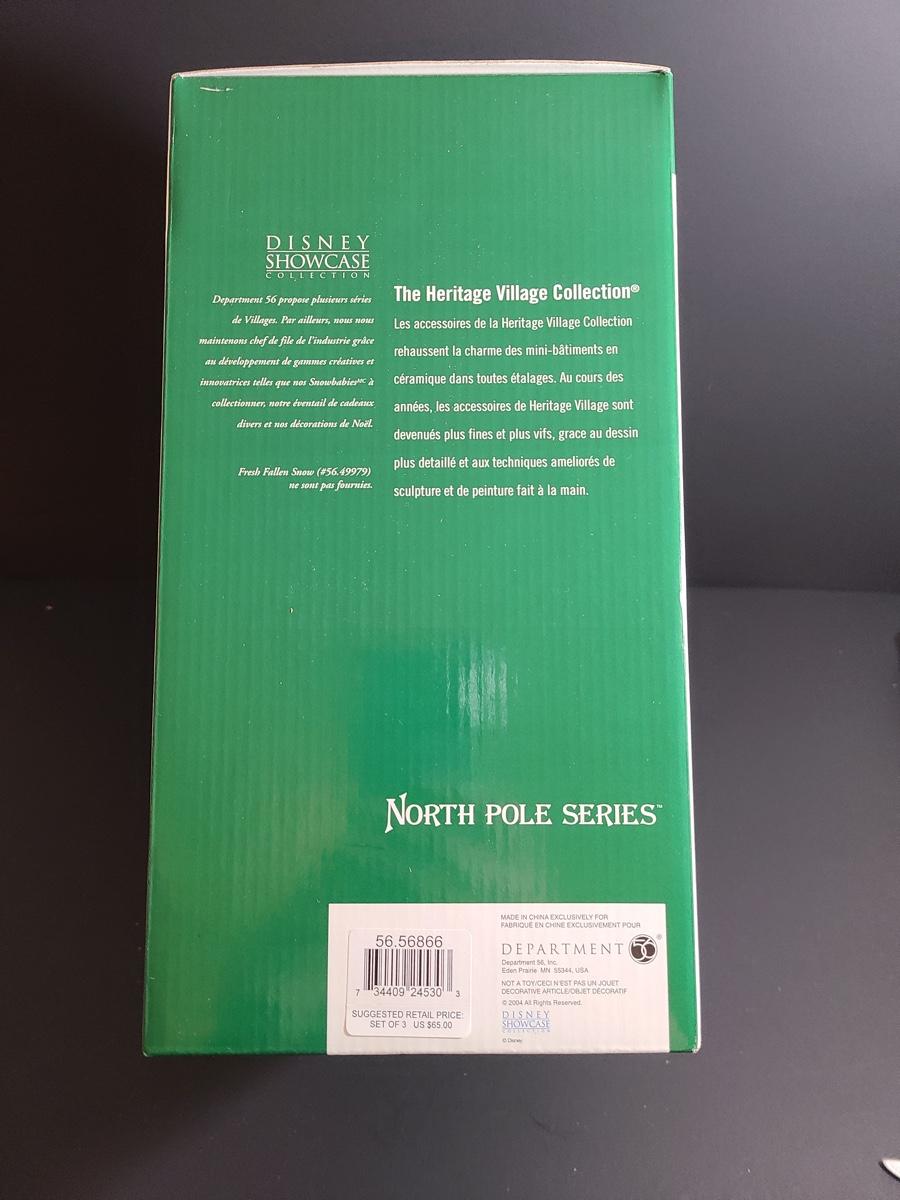 DISNEY
SHOWCASE
COLLECTION
Department 56 propose plusieurs séries
de Villages. Par ailleurs, nous nous
maintenons chef de file de l'industrie grâce
au développement de gammes créatives et
innovatrices telles que nos Snowbabiesᴹᶜ à
collectionner, notre éventail de cadeaux
divers et nos décorations de Noël.
Fresh Fallen Snow (#56.49979)
ne sont pas fournies.
The Heritage Village Collection®
Les accessoires de la Heritage Village Collection
rehaussent la charme des mini-bâtiments en
céramique dans toutes étalages. Au cours des
années, les accessoires de Heritage Village sont
devenués plus fines et plus vifs, grace au dessin
plus detaillé et aux techniques ameliorés de
sculpture et de peinture fait à la main.
NORTH POLE SERIES™
56.56866
7 34409 24530 3
SUGGESTED RETAIL PRICE:
SET OF 3 US $65.00
MADE IN CHINA EXCLUSIVELY FOR
FABRIQUÉ EN CHINE EXCLUSIVEMENT POUR
DEPARTMENT 56®
Department 56, Inc.
Eden Prairie MN 55344, USA
NOT A TOY/CECI N'EST PAS UN JOUET
DECORATIVE ARTICLE/OBJET DÉCORATIF
© 2004 All Rights Reserved.
DISNEY
SHOWCASE
COLLECTION
© Disney